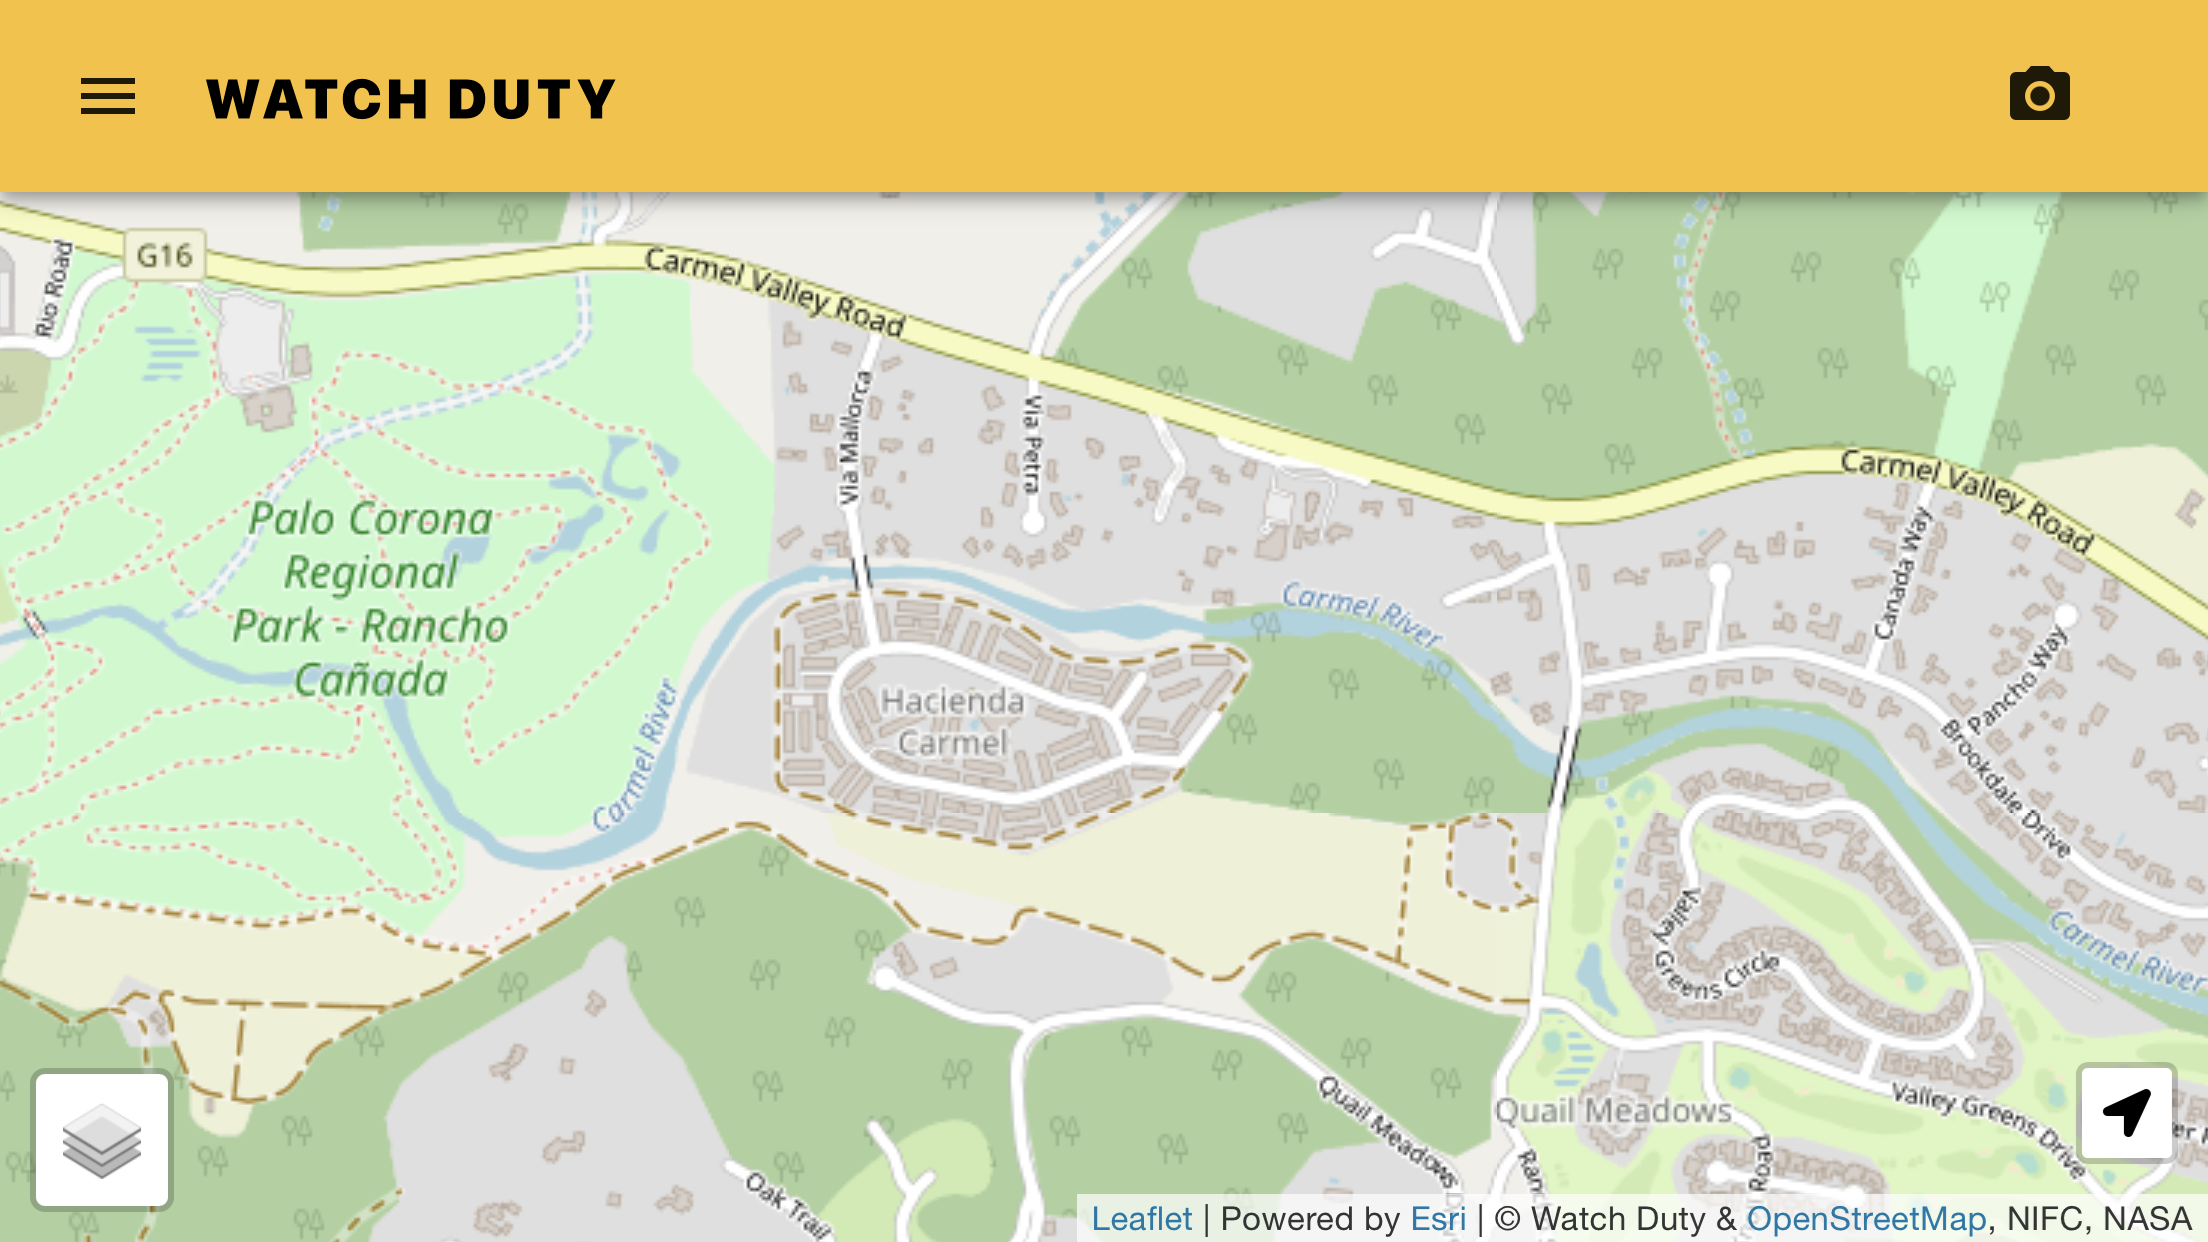 WATCH DUTY
G16
Rio Road
Carmel Valley Road
Via Mallorca
Via Petra
Carmel Valley Road
Palo Corona
Regional
Park - Rancho
Cañada
Carmel River
Canada Way
Pancho Way
Hacienda
Carmel
Carmel River
Brookdale Drive
Valley Greens Circle
Carmel River
Quail Meadows
Quail Meadows
Valley Greens Drive
Oak Trail
Road
Leaflet | Powered by Esri | © Watch Duty & OpenStreetMap, NIFC, NASA